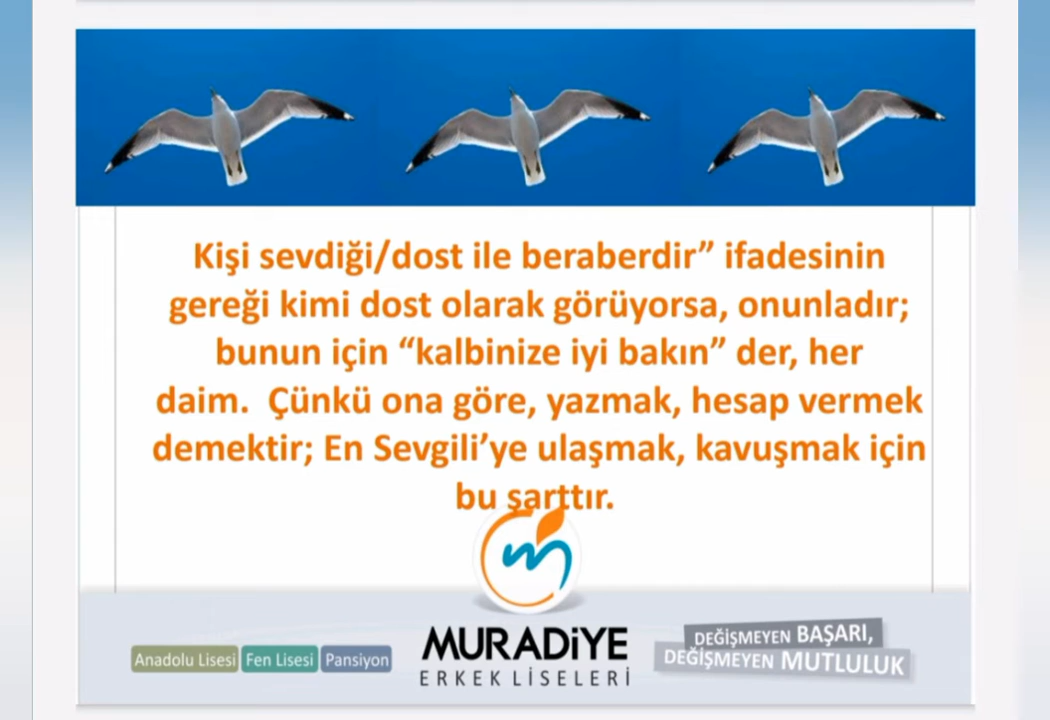 Kişi sevdiği/dost ile beraberdir” ifadesinin
gereği kimi dost olarak görüyorsa, onunladır;
bunun için “kalbinize iyi bakın” der, her
daim.  Çünkü ona göre, yazmak, hesap vermek
demektir; En Sevgili’ye ulaşmak, kavuşmak için
bu şarttır.
MURADiYE
ERKEK LİSELERİ
Anadolu Lisesi Fen Lisesi Pansiyon
DEĞİŞMEYEN BAŞARI,
DEĞİŞMEYEN MUTLULUK